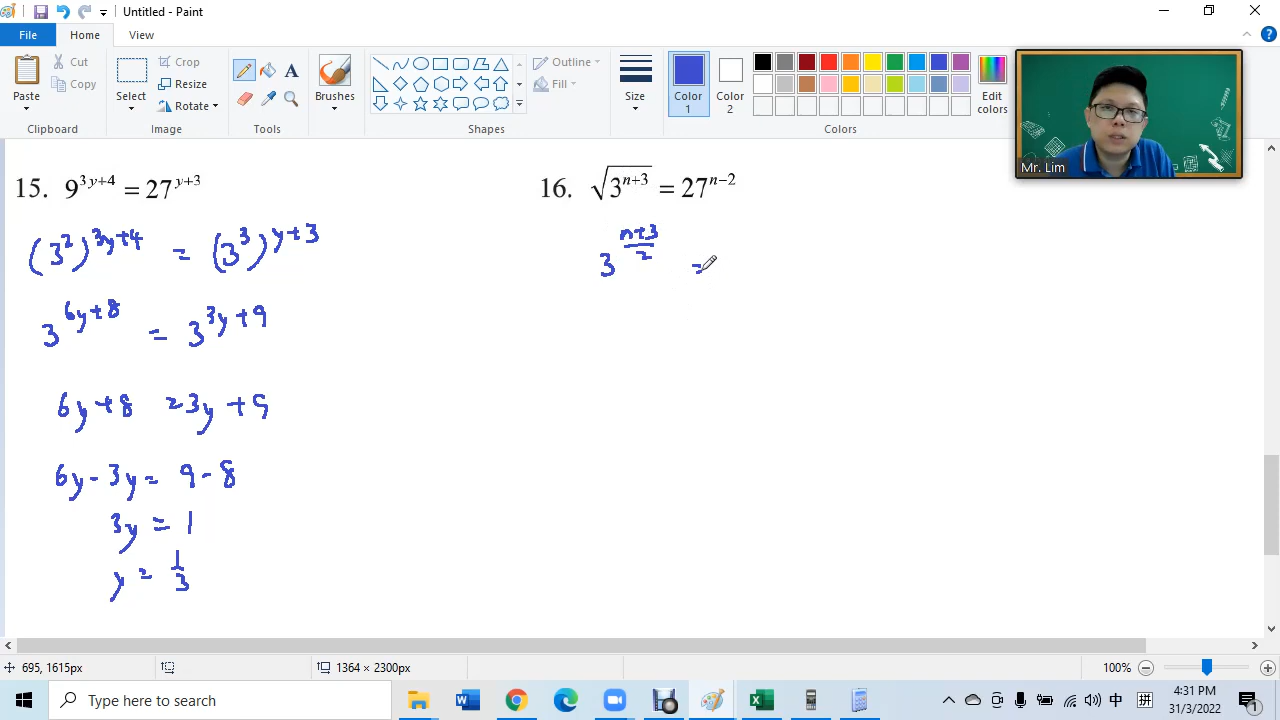 Untitled - Paint
File Home View
Paste
Cut
Copy
Clipboard
Select
Crop
Resize
Rotate
Image
Tools
Brushes
Shapes
Outline
Fill
Size
Color 1
Color 2
Edit colors
Colors
Mr. Lim
15. 9^{3y+4} = 27^{y+3}
(3^2)^{3y+4} = (3^3)^{y+3}
3^{6y+8} = 3^{3y+9}
6y+8 = 3y+9
6y-3y = 9-8
3y = 1
y = 1/3
16. √(3^{n+3}) = 27^{n-2}
3^{(n+3)/2} =
695, 1615px
1364 × 2300px
100%
Type here to search
中
拼
4:31 PM
31/3/2022
1